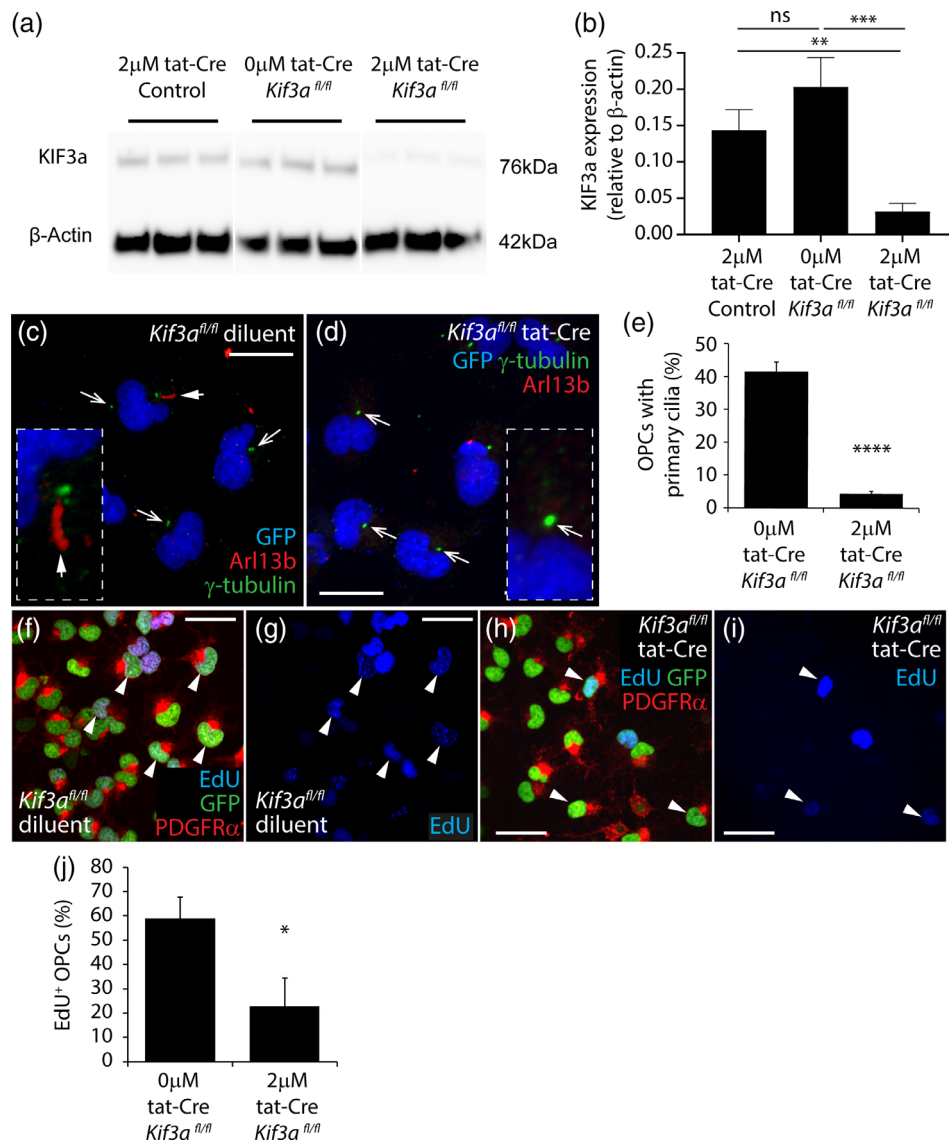 (a)
2μM tat-Cre Control
0μM tat-Cre Kif3a fl/fl
2μM tat-Cre Kif3a fl/fl
KIF3a
76kDa
β-Actin
42kDa
(b)
ns
***
**
KIF3a expression
(relative to β-actin)
0.25
0.20
0.15
0.10
0.05
0.00
2μM tat-Cre Control
0μM tat-Cre Kif3a fl/fl
2μM tat-Cre Kif3a fl/fl
(c)
Kif3a fl/fl diluent
GFP
Arl13b
γ-tubulin
(d)
Kif3a fl/fl tat-Cre
GFP γ-tubulin
Arl13b
(e)
OPCs with
primary cilia (%)
50
40
30
20
10
0
****
0μM tat-Cre Kif3a fl/fl
2μM tat-Cre Kif3a fl/fl
(f)
Kif3a fl/fl
diluent
EdU
GFP
PDGFRα
(g)
Kif3a fl/fl
diluent
EdU
(h)
Kif3a fl/fl
tat-Cre
EdU GFP
PDGFRα
(i)
Kif3a fl/fl
tat-Cre
EdU
(j)
EdU+ OPCs (%)
80
70
60
50
40
30
20
10
0
*
0μM tat-Cre Kif3a fl/fl
2μM tat-Cre Kif3a fl/fl